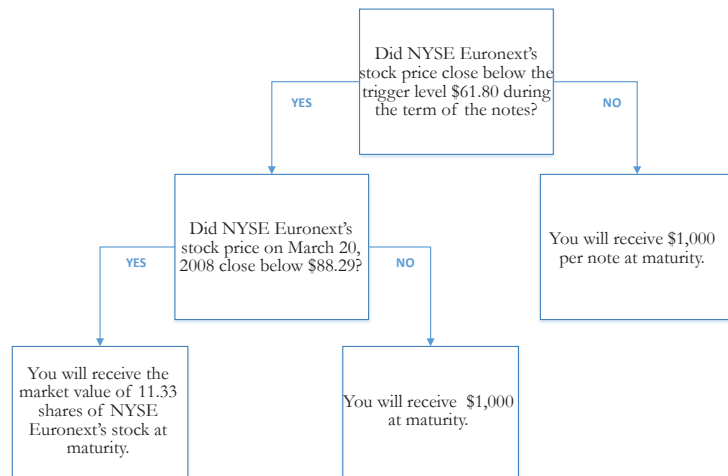 Did NYSE Euronext's
stock price close below the
trigger level $61.80 during
the term of the notes?
YES
NO
Did NYSE Euronext's
stock price on March 20,
2008 close below $88.29?
You will receive $1,000
per note at maturity.
YES
NO
You will receive the
market value of 11.33
shares of NYSE
Euronext's stock at
maturity.
You will receive $1,000
at maturity.